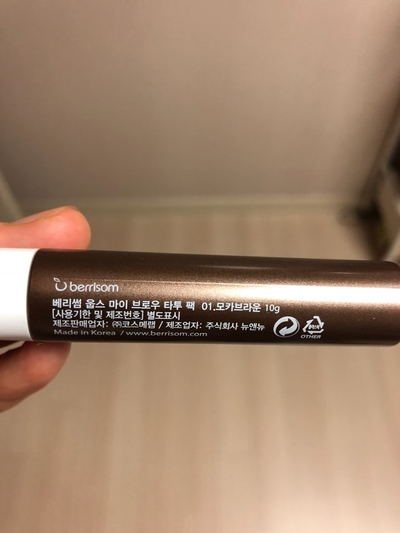 berrisom
베리썸 웁스 마이 브로우 타투 팩 01.모카브라운 10g
[사용기한 및 제조번호] 별도표시
제조판매업자: ㈜코스메랩 / 제조업자: 주식회사 뉴앤뉴
Made in Korea / www.berrisom.com
OTHER